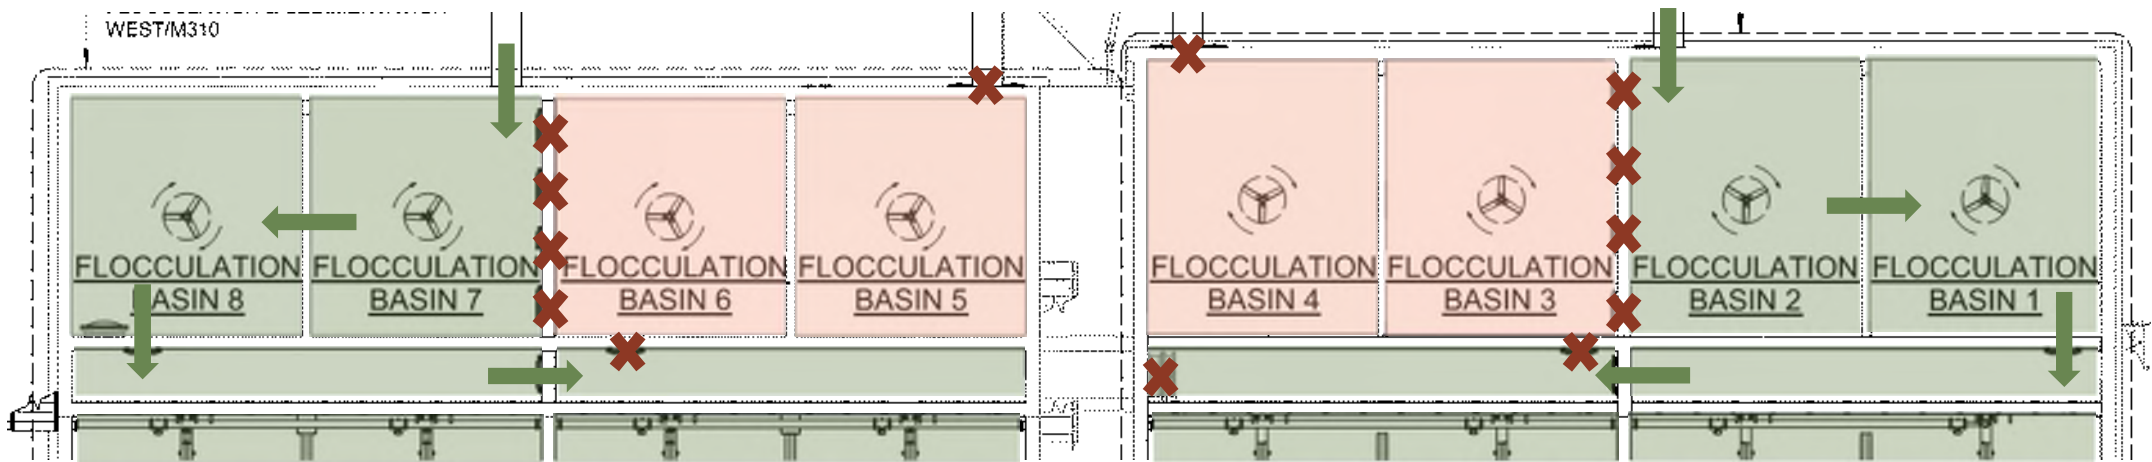 WEST/M310
FLOCCULATION
BASIN 8
FLOCCULATION
BASIN 7
FLOCCULATION
BASIN 6
FLOCCULATION
BASIN 5
FLOCCULATION
BASIN 4
FLOCCULATION
BASIN 3
FLOCCULATION
BASIN 2
FLOCCULATION
BASIN 1